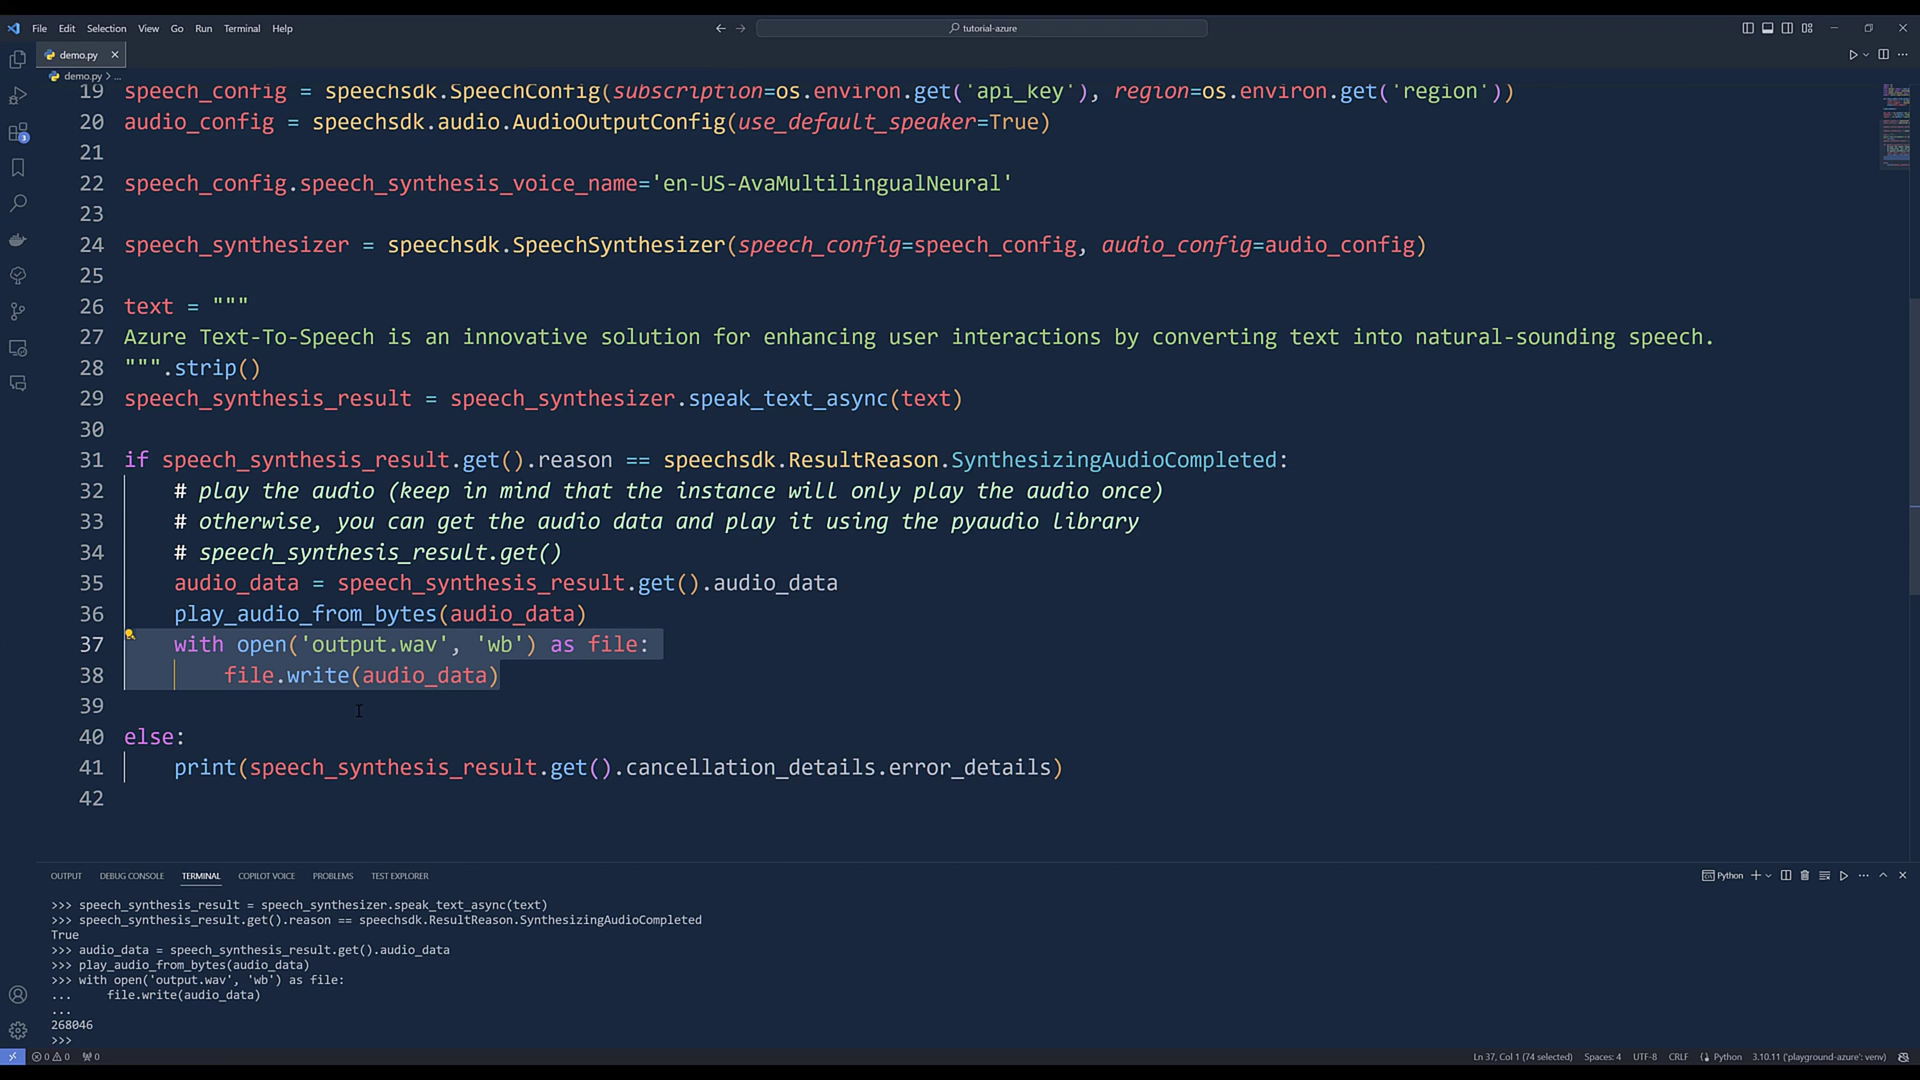 File Edit Selection View Go Run Terminal Help tutorial-azure
demo.py
demo.py > ...
19 speech_config = speechsdk.SpeechConfig(subscription=os.environ.get('api_key'), region=os.environ.get('region'))
20 audio_config = speechsdk.audio.AudioOutputConfig(use_default_speaker=True)
21
22 speech_config.speech_synthesis_voice_name='en-US-AvaMultilingualNeural'
23
24 speech_synthesizer = speechsdk.SpeechSynthesizer(speech_config=speech_config, audio_config=audio_config)
25
26 text = """
27 Azure Text-To-Speech is an innovative solution for enhancing user interactions by converting text into natural-sounding speech.
28 """.strip()
29 speech_synthesis_result = speech_synthesizer.speak_text_async(text)
30
31 if speech_synthesis_result.get().reason == speechsdk.ResultReason.SynthesizingAudioCompleted:
32 # play the audio (keep in mind that the instance will only play the audio once)
33 # otherwise, you can get the audio data and play it using the pyaudio library
34 # speech_synthesis_result.get()
35 audio_data = speech_synthesis_result.get().audio_data
36 play_audio_from_bytes(audio_data)
37 with open('output.wav', 'wb') as file:
38 file.write(audio_data)
39
40 else:
41 print(speech_synthesis_result.get().cancellation_details.error_details)
42
OUTPUT DEBUG CONSOLE TERMINAL COPILOT VOICE PROBLEMS TEST EXPLORER Python
>>> speech_synthesis_result = speech_synthesizer.speak_text_async(text)
>>> speech_synthesis_result.get().reason == speechsdk.ResultReason.SynthesizingAudioCompleted
True
>>> audio_data = speech_synthesis_result.get().audio_data
>>> play_audio_from_bytes(audio_data)
>>> with open('output.wav', 'wb') as file:
... file.write(audio_data)
...
268046
>>>
0 0 0 Ln 37, Col 1 (74 selected) Spaces: 4 UTF-8 CRLF Python 3.10.11 ('playground-azure': venv)